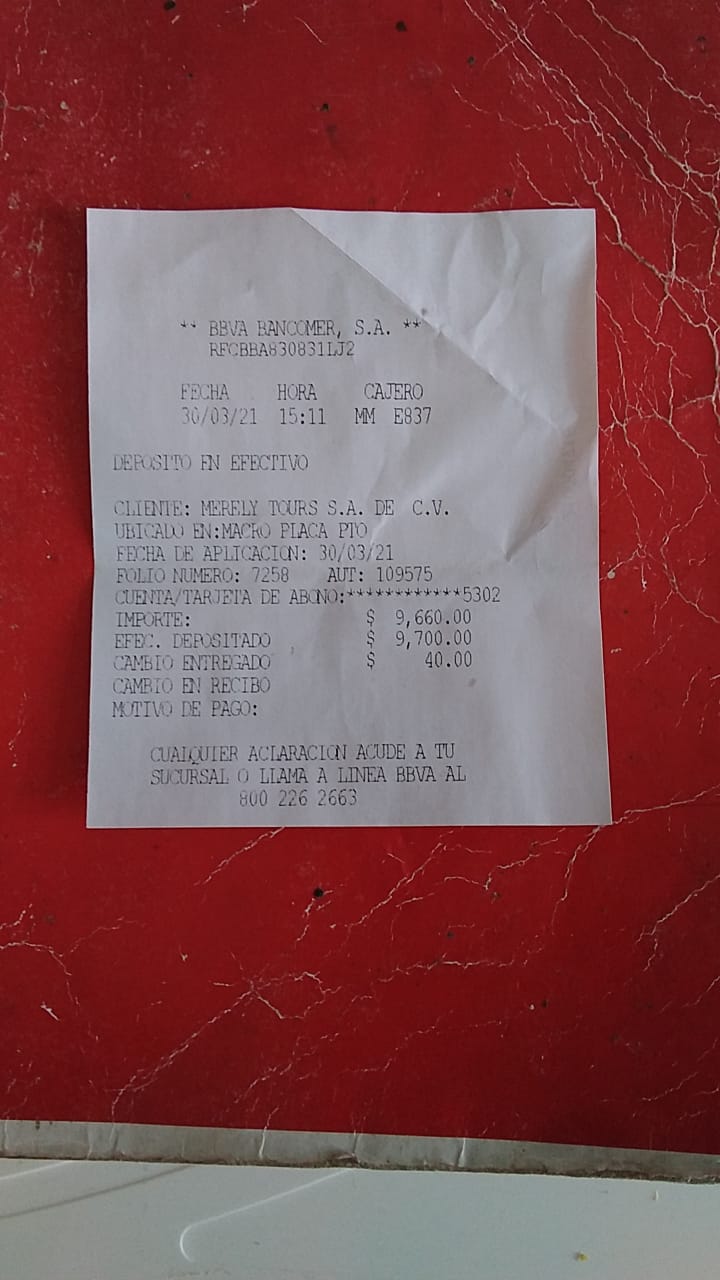 ** BBVA BANCOMER, S.A. **
RFCBBA830831LJ2
FECHA HORA CAJERO
30/03/21 15:11 MM E837
DEPOSITO EN EFECTIVO
CLIENTE: MERELY TOURS S.A. DE C.V.
UBICADO EN:MACRO PLACA PTO
FECHA DE APLICACION: 30/03/21
FOLIO NUMERO: 7258 AUT: 109575
CUENTA/TARJETA DE ABONO:************5302
IMPORTE: $ 9,660.00
EFEC. DEPOSITADO $ 9,700.00
CAMBIO ENTREGADO $ 40.00
CAMBIO EN RECIBO
MOTIVO DE PAGO:
CUALQUIER ACLARACION ACUDE A TU
SUCURSAL O LLAMA A LINEA BBVA AL
800 226 2663